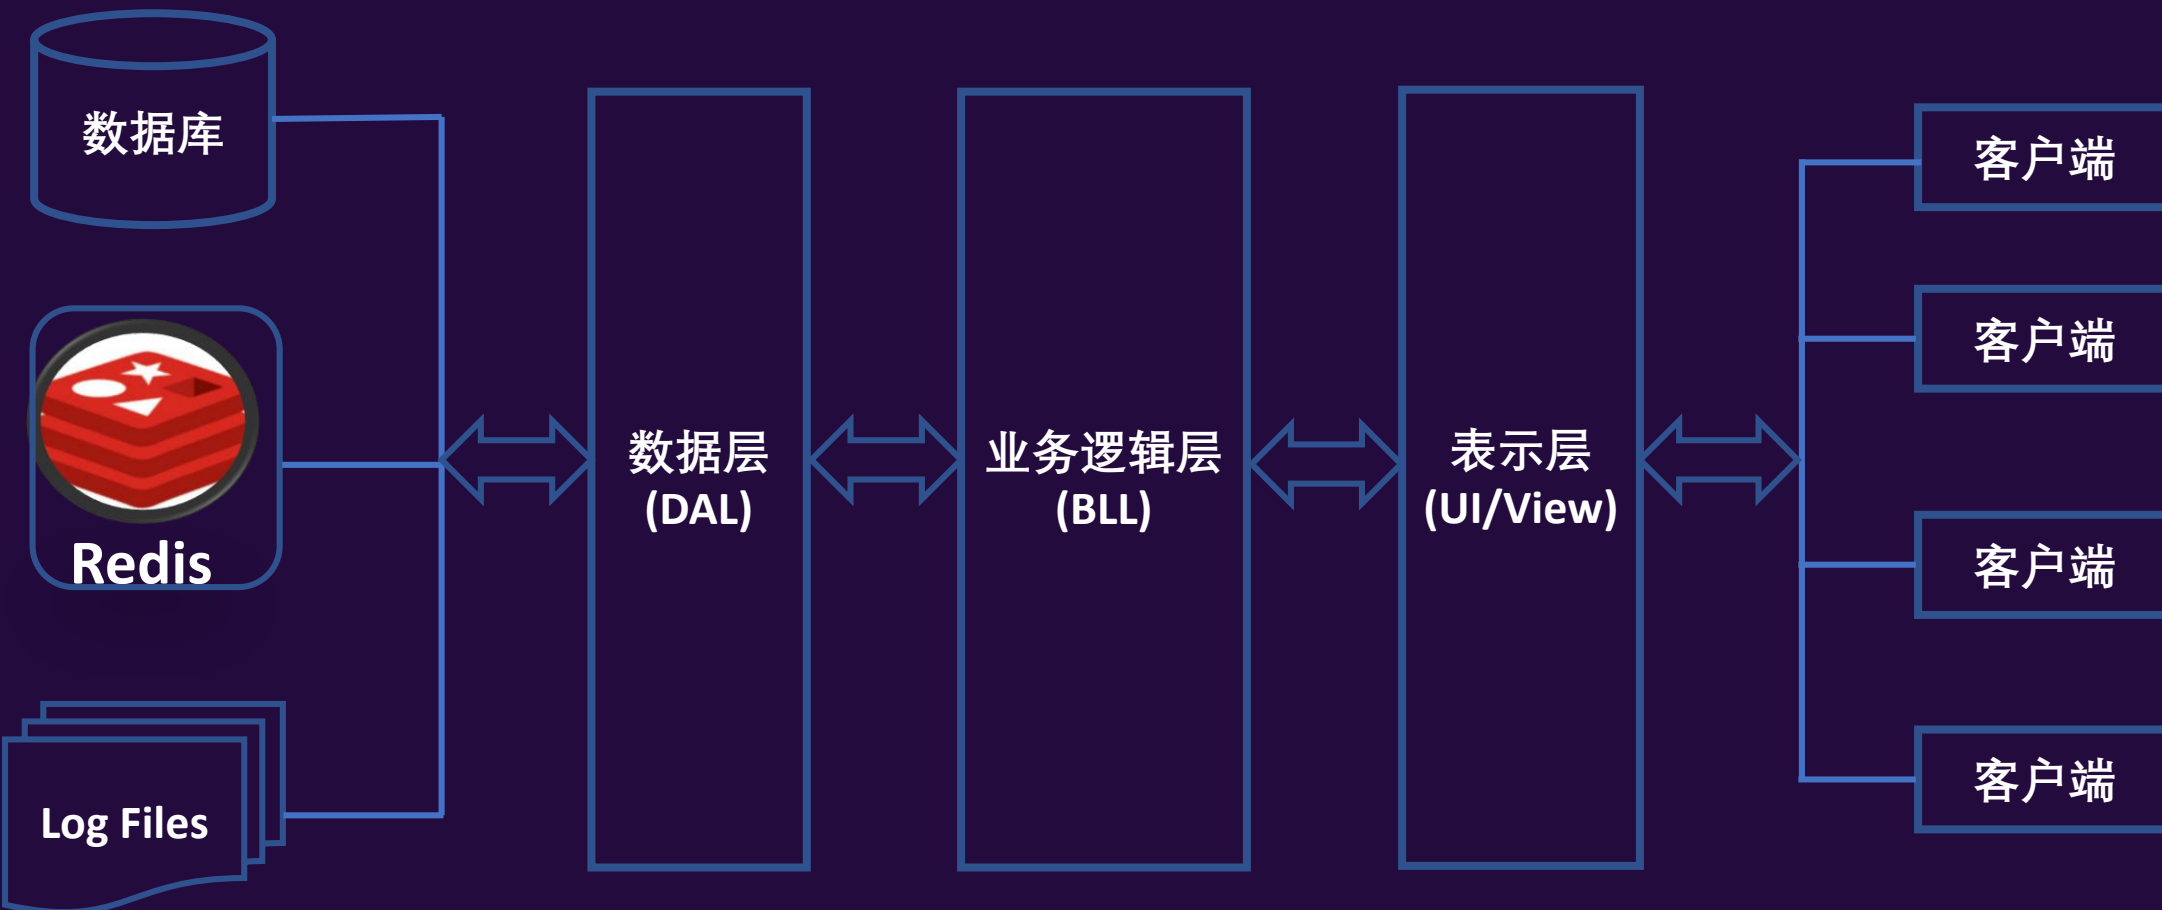 数据库
Redis
Log Files
数据层
(DAL)
业务逻辑层
(BLL)
表示层
(UI/View)
客户端
客户端
客户端
客户端